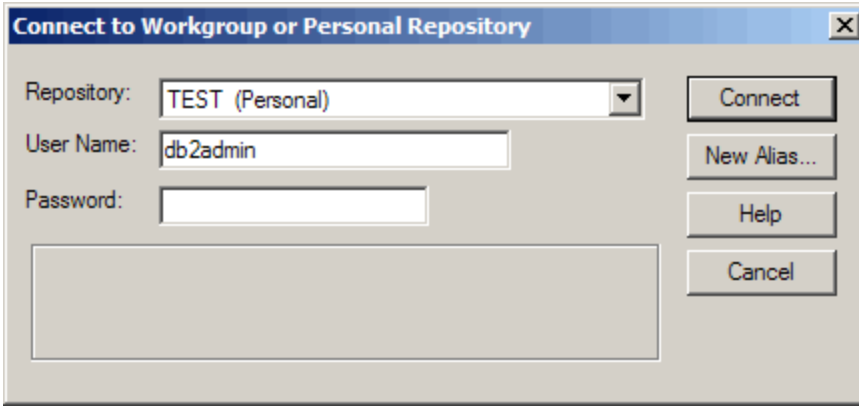 Connect to Workgroup or Personal Repository
Repository: TEST (Personal) Connect
User Name: db2admin New Alias...
Password: Help
Cancel